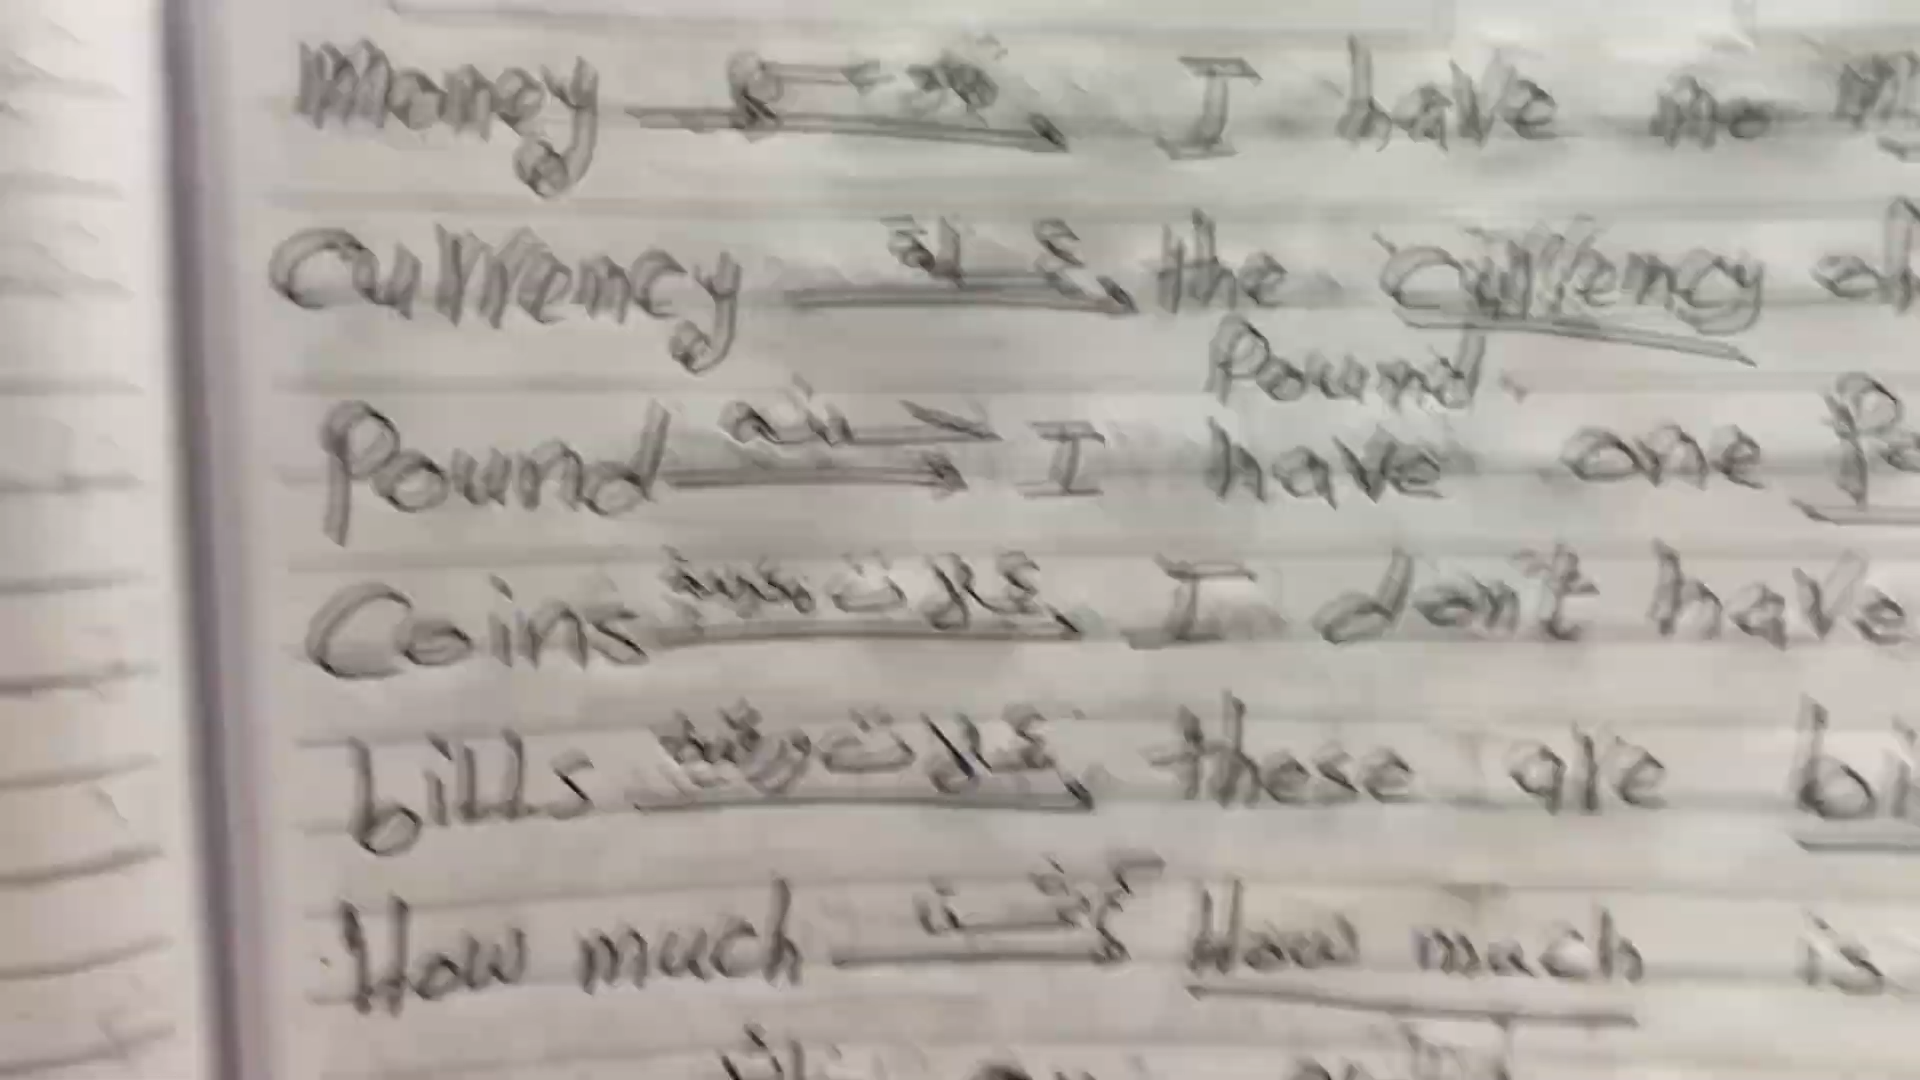 Money → I have no
Currency عملة → the currency of
Pound.
Pound جنيه → I have one
Coins عملات معدنية → I don't have
bills عملات ورقية → these are
How much كم ثمن How much is